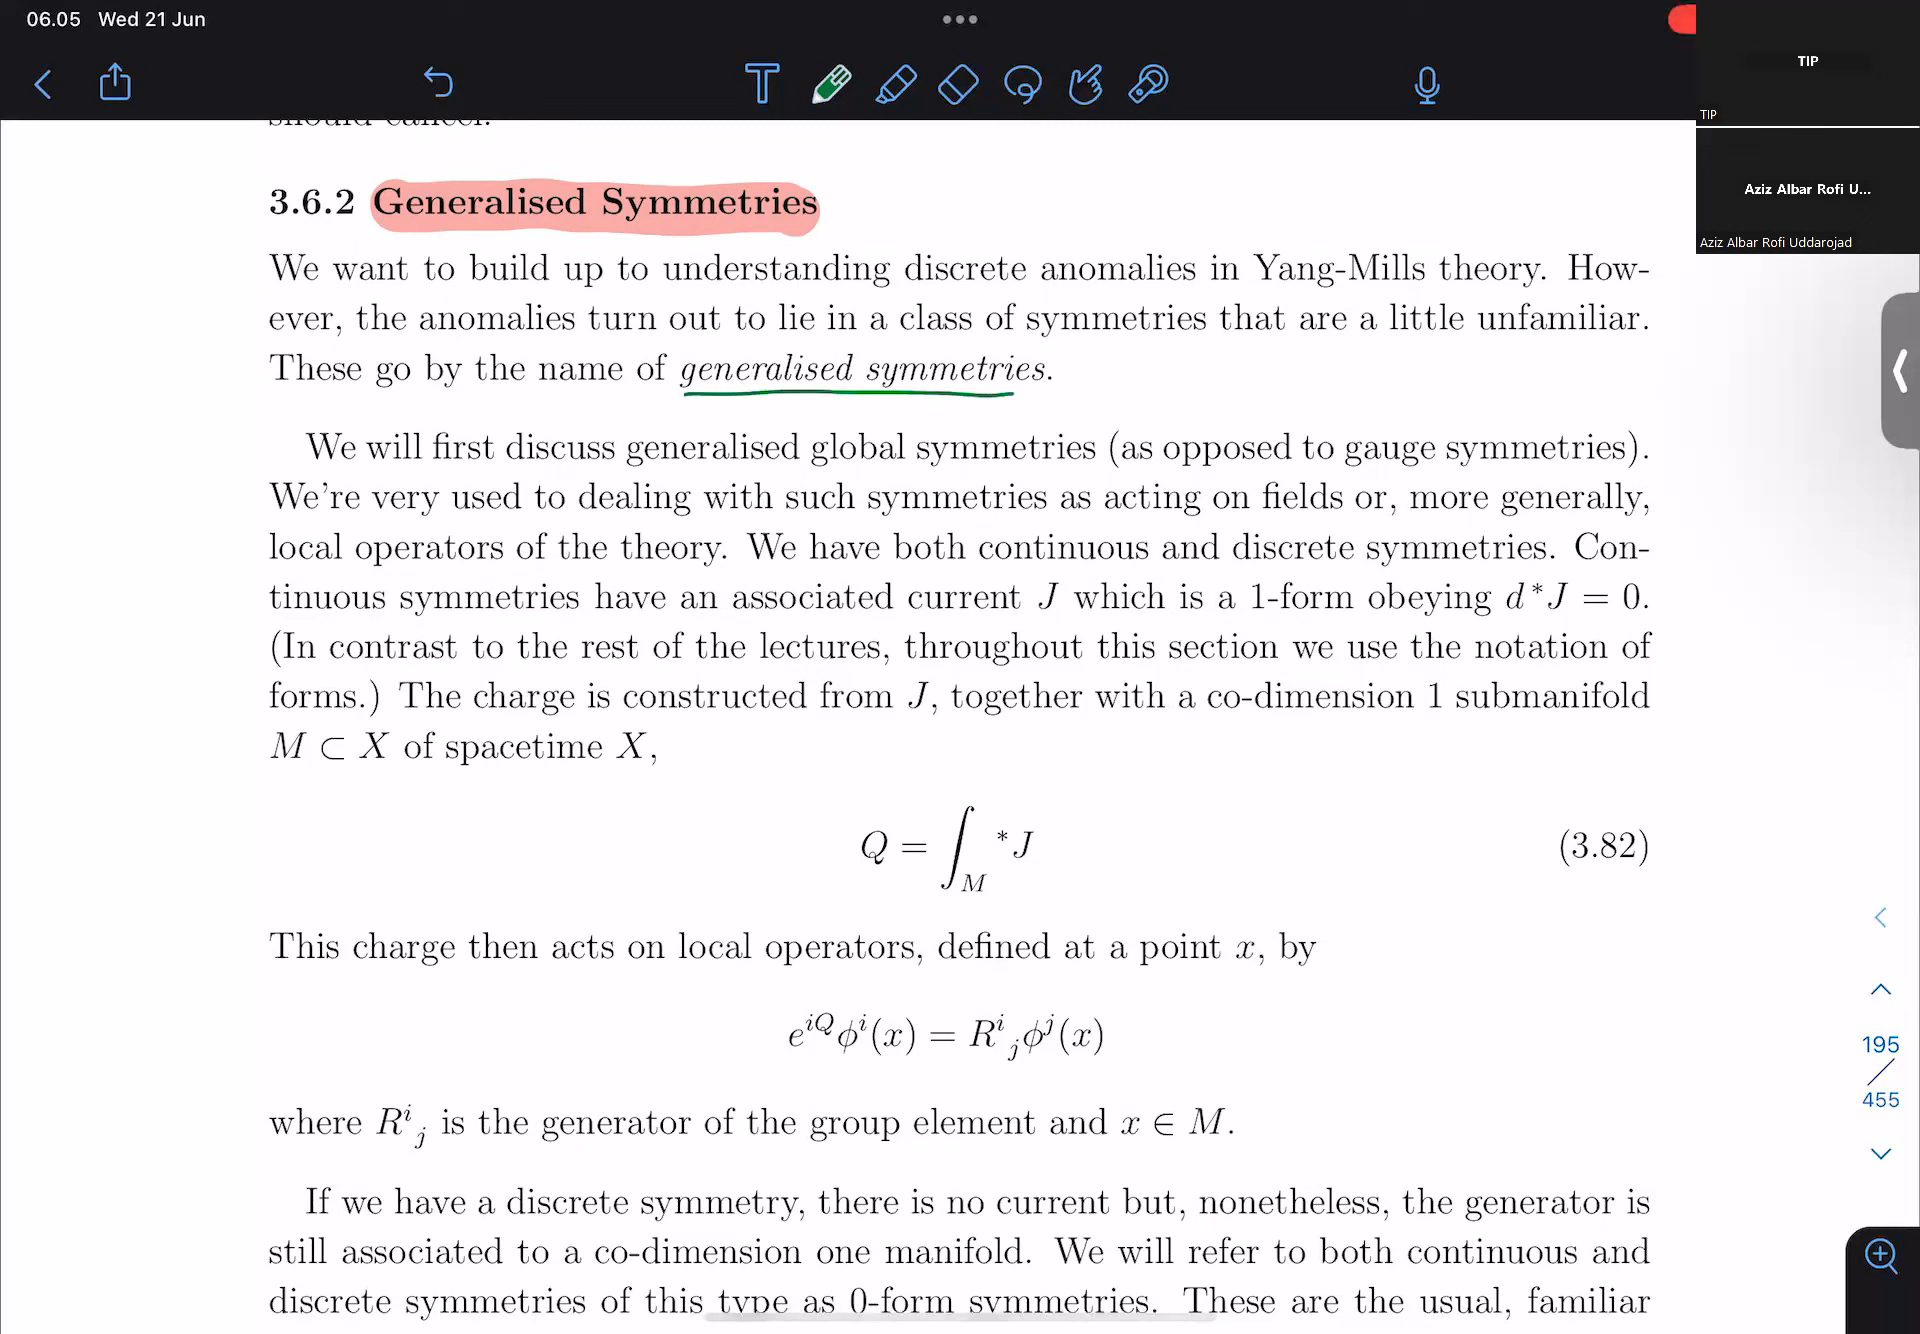 06.05 Wed 21 Jun
TIP
TIP
Aziz Albar Rofi U...
Aziz Albar Rofi Uddarojad
should cancel.
3.6.2 Generalised Symmetries
We want to build up to understanding discrete anomalies in Yang-Mills theory. How-
ever, the anomalies turn out to lie in a class of symmetries that are a little unfamiliar.
These go by the name of generalised symmetries.
We will first discuss generalised global symmetries (as opposed to gauge symmetries).
We're very used to dealing with such symmetries as acting on fields or, more generally,
local operators of the theory. We have both continuous and discrete symmetries. Con-
tinuous symmetries have an associated current J which is a 1-form obeying d*J = 0.
(In contrast to the rest of the lectures, throughout this section we use the notation of
forms.) The charge is constructed from J, together with a co-dimension 1 submanifold
M ⊂ X of spacetime X,
Q = ∫_M *J (3.82)
This charge then acts on local operators, defined at a point x, by
e^{iQ}ϕ^i(x) = R^i_j ϕ^j(x)
where R^i_j is the generator of the group element and x ∈ M.
If we have a discrete symmetry, there is no current but, nonetheless, the generator is
still associated to a co-dimension one manifold. We will refer to both continuous and
discrete symmetries of this type as 0-form symmetries. These are the usual, familiar
195
/
455